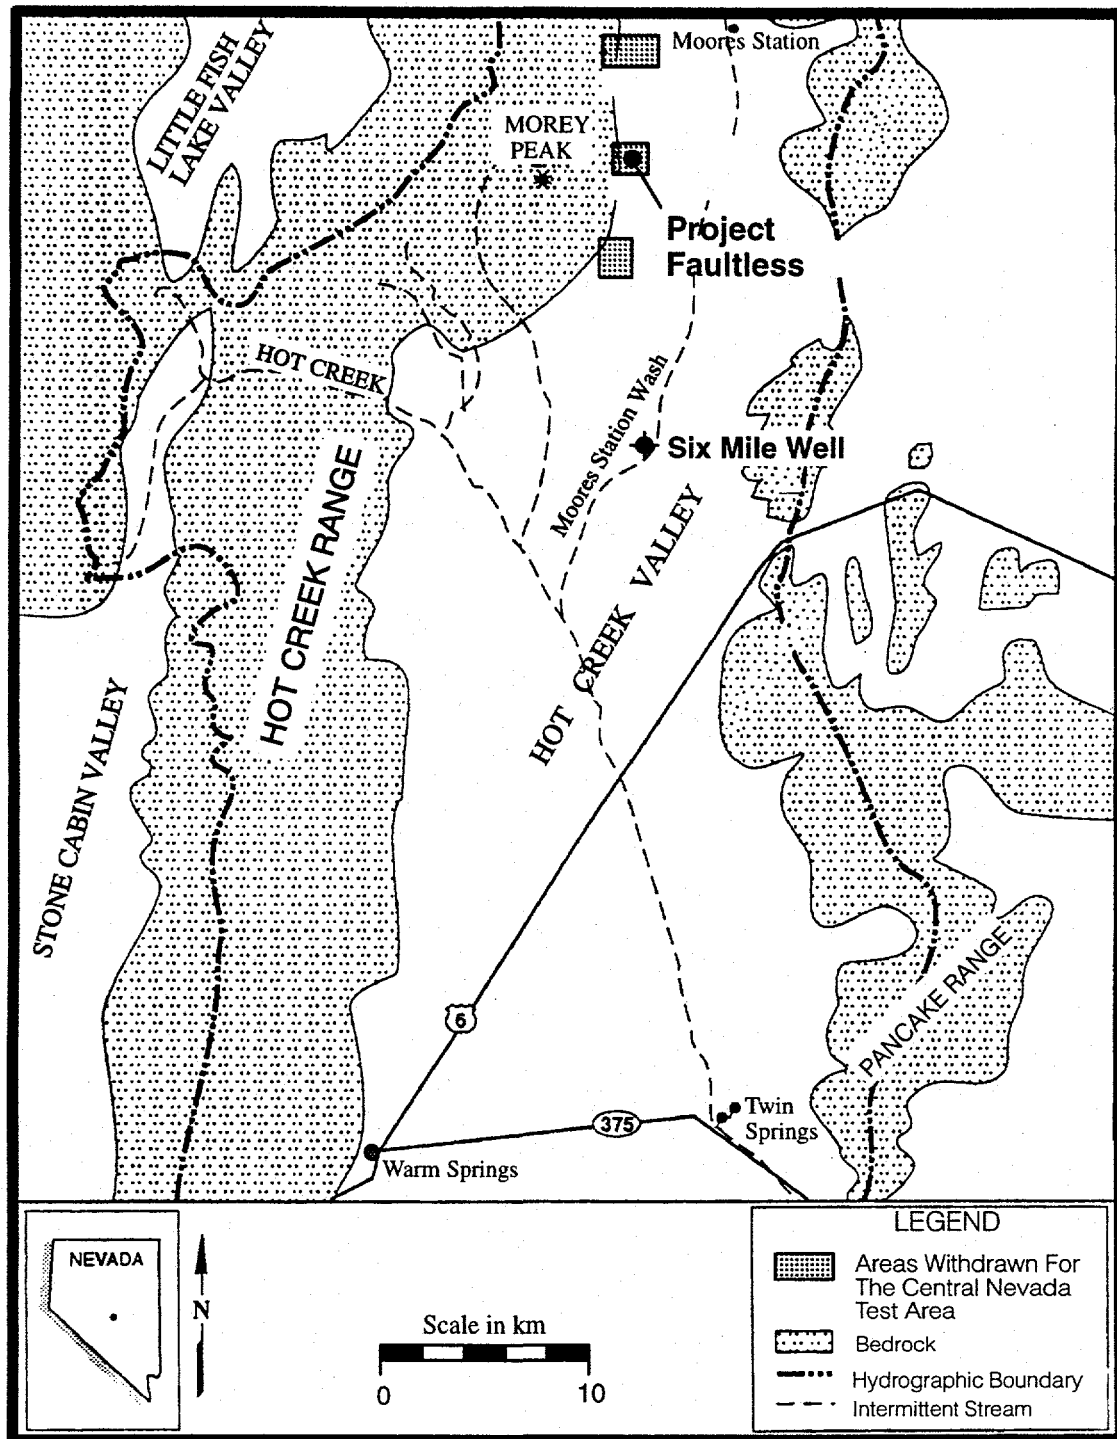 LITTLE FISH
LAKE VALLEY
Moores Station
MOREY
PEAK
Project
Faultless
HOT CREEK
Moores Station Wash
Six Mile Well
HOT CREEK RANGE
HOT CREEK VALLEY
STONE CABIN VALLEY
PANCAKE RANGE
6
375
Twin
Springs
Warm Springs
NEVADA
N
Scale in km
0 10
LEGEND
Areas Withdrawn For
The Central Nevada
Test Area
Bedrock
Hydrographic Boundary
Intermittent Stream